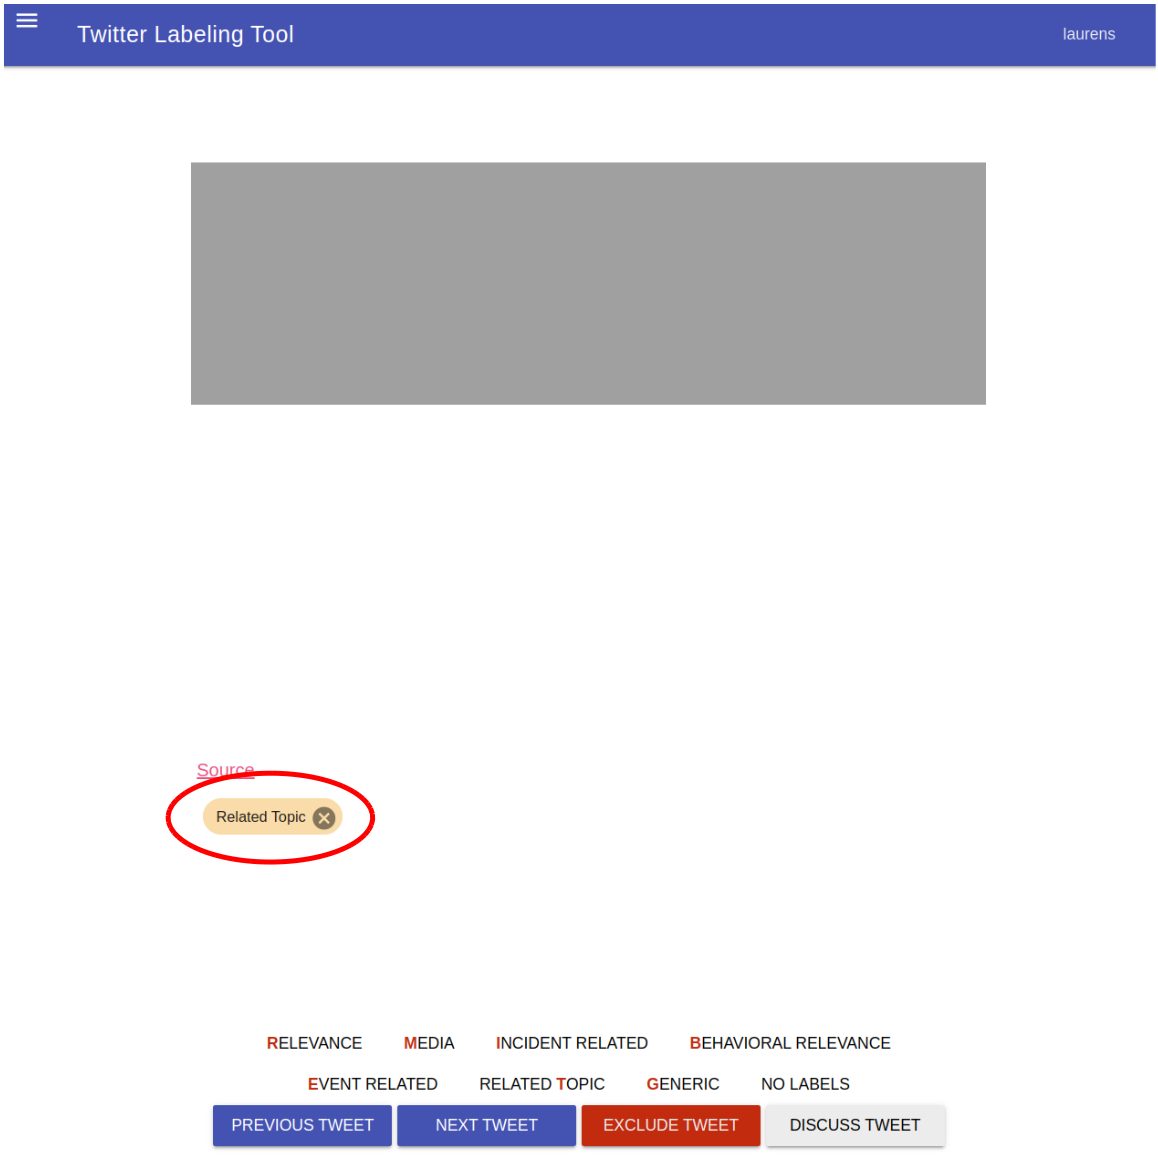 Twitter Labeling Tool
laurens
Source
Related Topic
RELEVANCE MEDIA INCIDENT RELATED BEHAVIORAL RELEVANCE
EVENT RELATED RELATED TOPIC GENERIC NO LABELS
PREVIOUS TWEET NEXT TWEET EXCLUDE TWEET DISCUSS TWEET